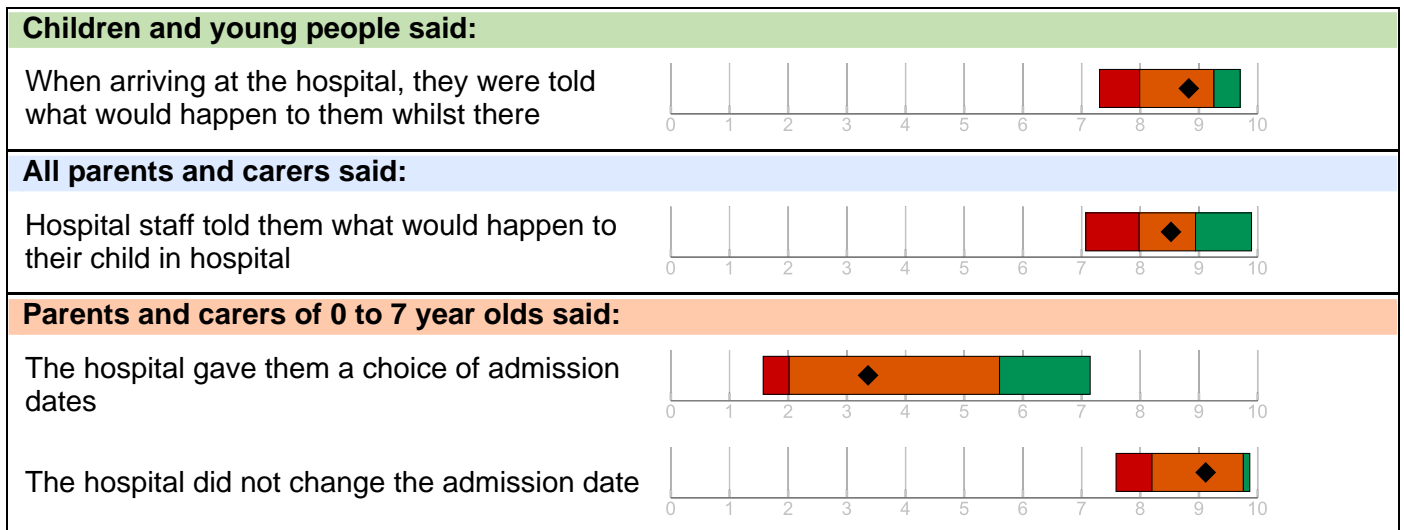 Children and young people said:
When arriving at the hospital, they were told
what would happen to them whilst there
0 1 2 3 4 5 6 7 8 9 10
All parents and carers said:
Hospital staff told them what would happen to
their child in hospital
0 1 2 3 4 5 6 7 8 9 10
Parents and carers of 0 to 7 year olds said:
The hospital gave them a choice of admission
dates
0 1 2 3 4 5 6 7 8 9 10
The hospital did not change the admission date
0 1 2 3 4 5 6 7 8 9 10